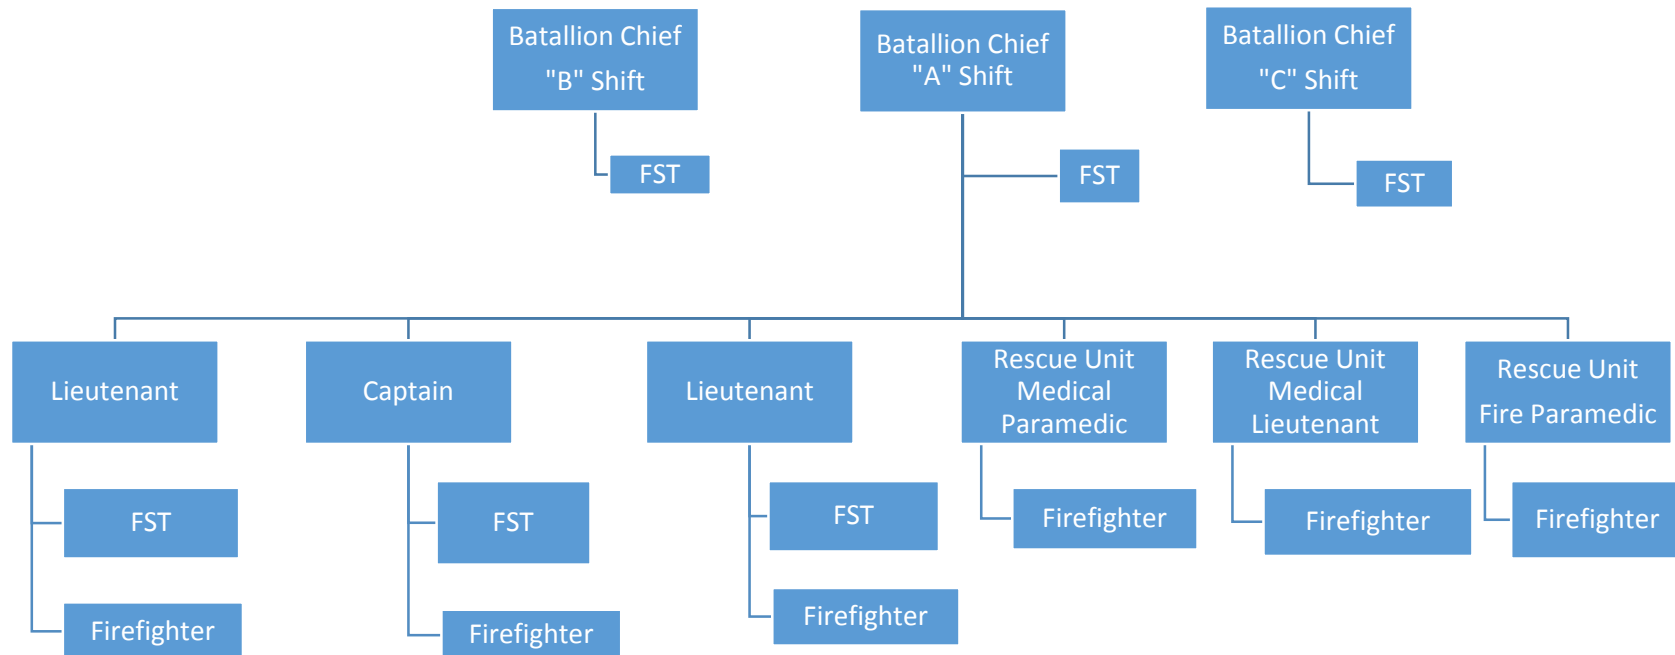 Batallion Chief
"B" Shift
Batallion Chief
"A" Shift
Batallion Chief
"C" Shift
FST
FST
FST
Lieutenant
Captain
Lieutenant
Rescue Unit
Medical
Paramedic
Rescue Unit
Medical
Lieutenant
Rescue Unit
Fire Paramedic
FST
FST
FST
Firefighter
Firefighter
Firefighter
Firefighter
Firefighter
Firefighter